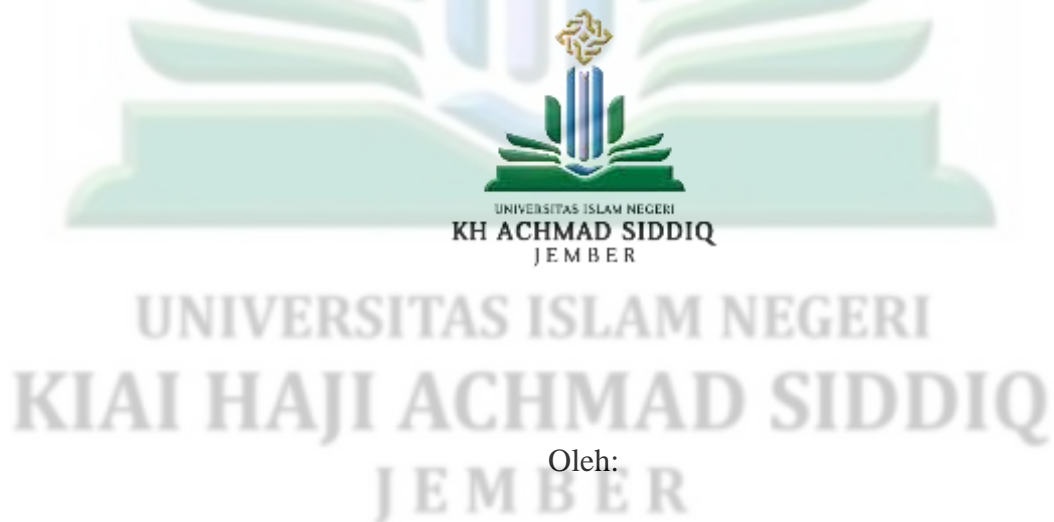 UNIVERSITAS ISLAM NEGERI
KH ACHMAD SIDDIQ
JEMBER
UNIVERSITAS ISLAM NEGERI
KIAI HAJI ACHMAD SIDDIQ
Oleh:
JEMBER